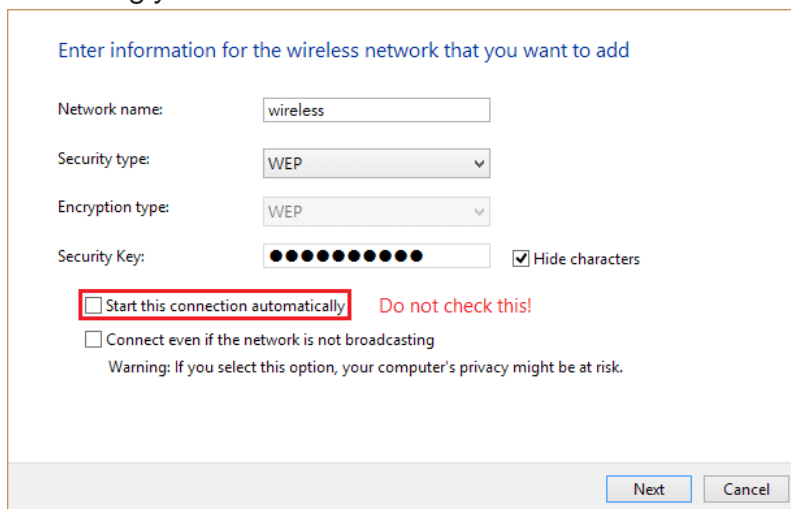 Enter information for the wireless network that you want to add
Network name: wireless
Security type: WEP
Encryption type: WEP
Security Key: ●●●●●●●●●● Hide characters
Start this connection automatically Do not check this!
Connect even if the network is not broadcasting
Warning: If you select this option, your computer's privacy might be at risk.
Next Cancel